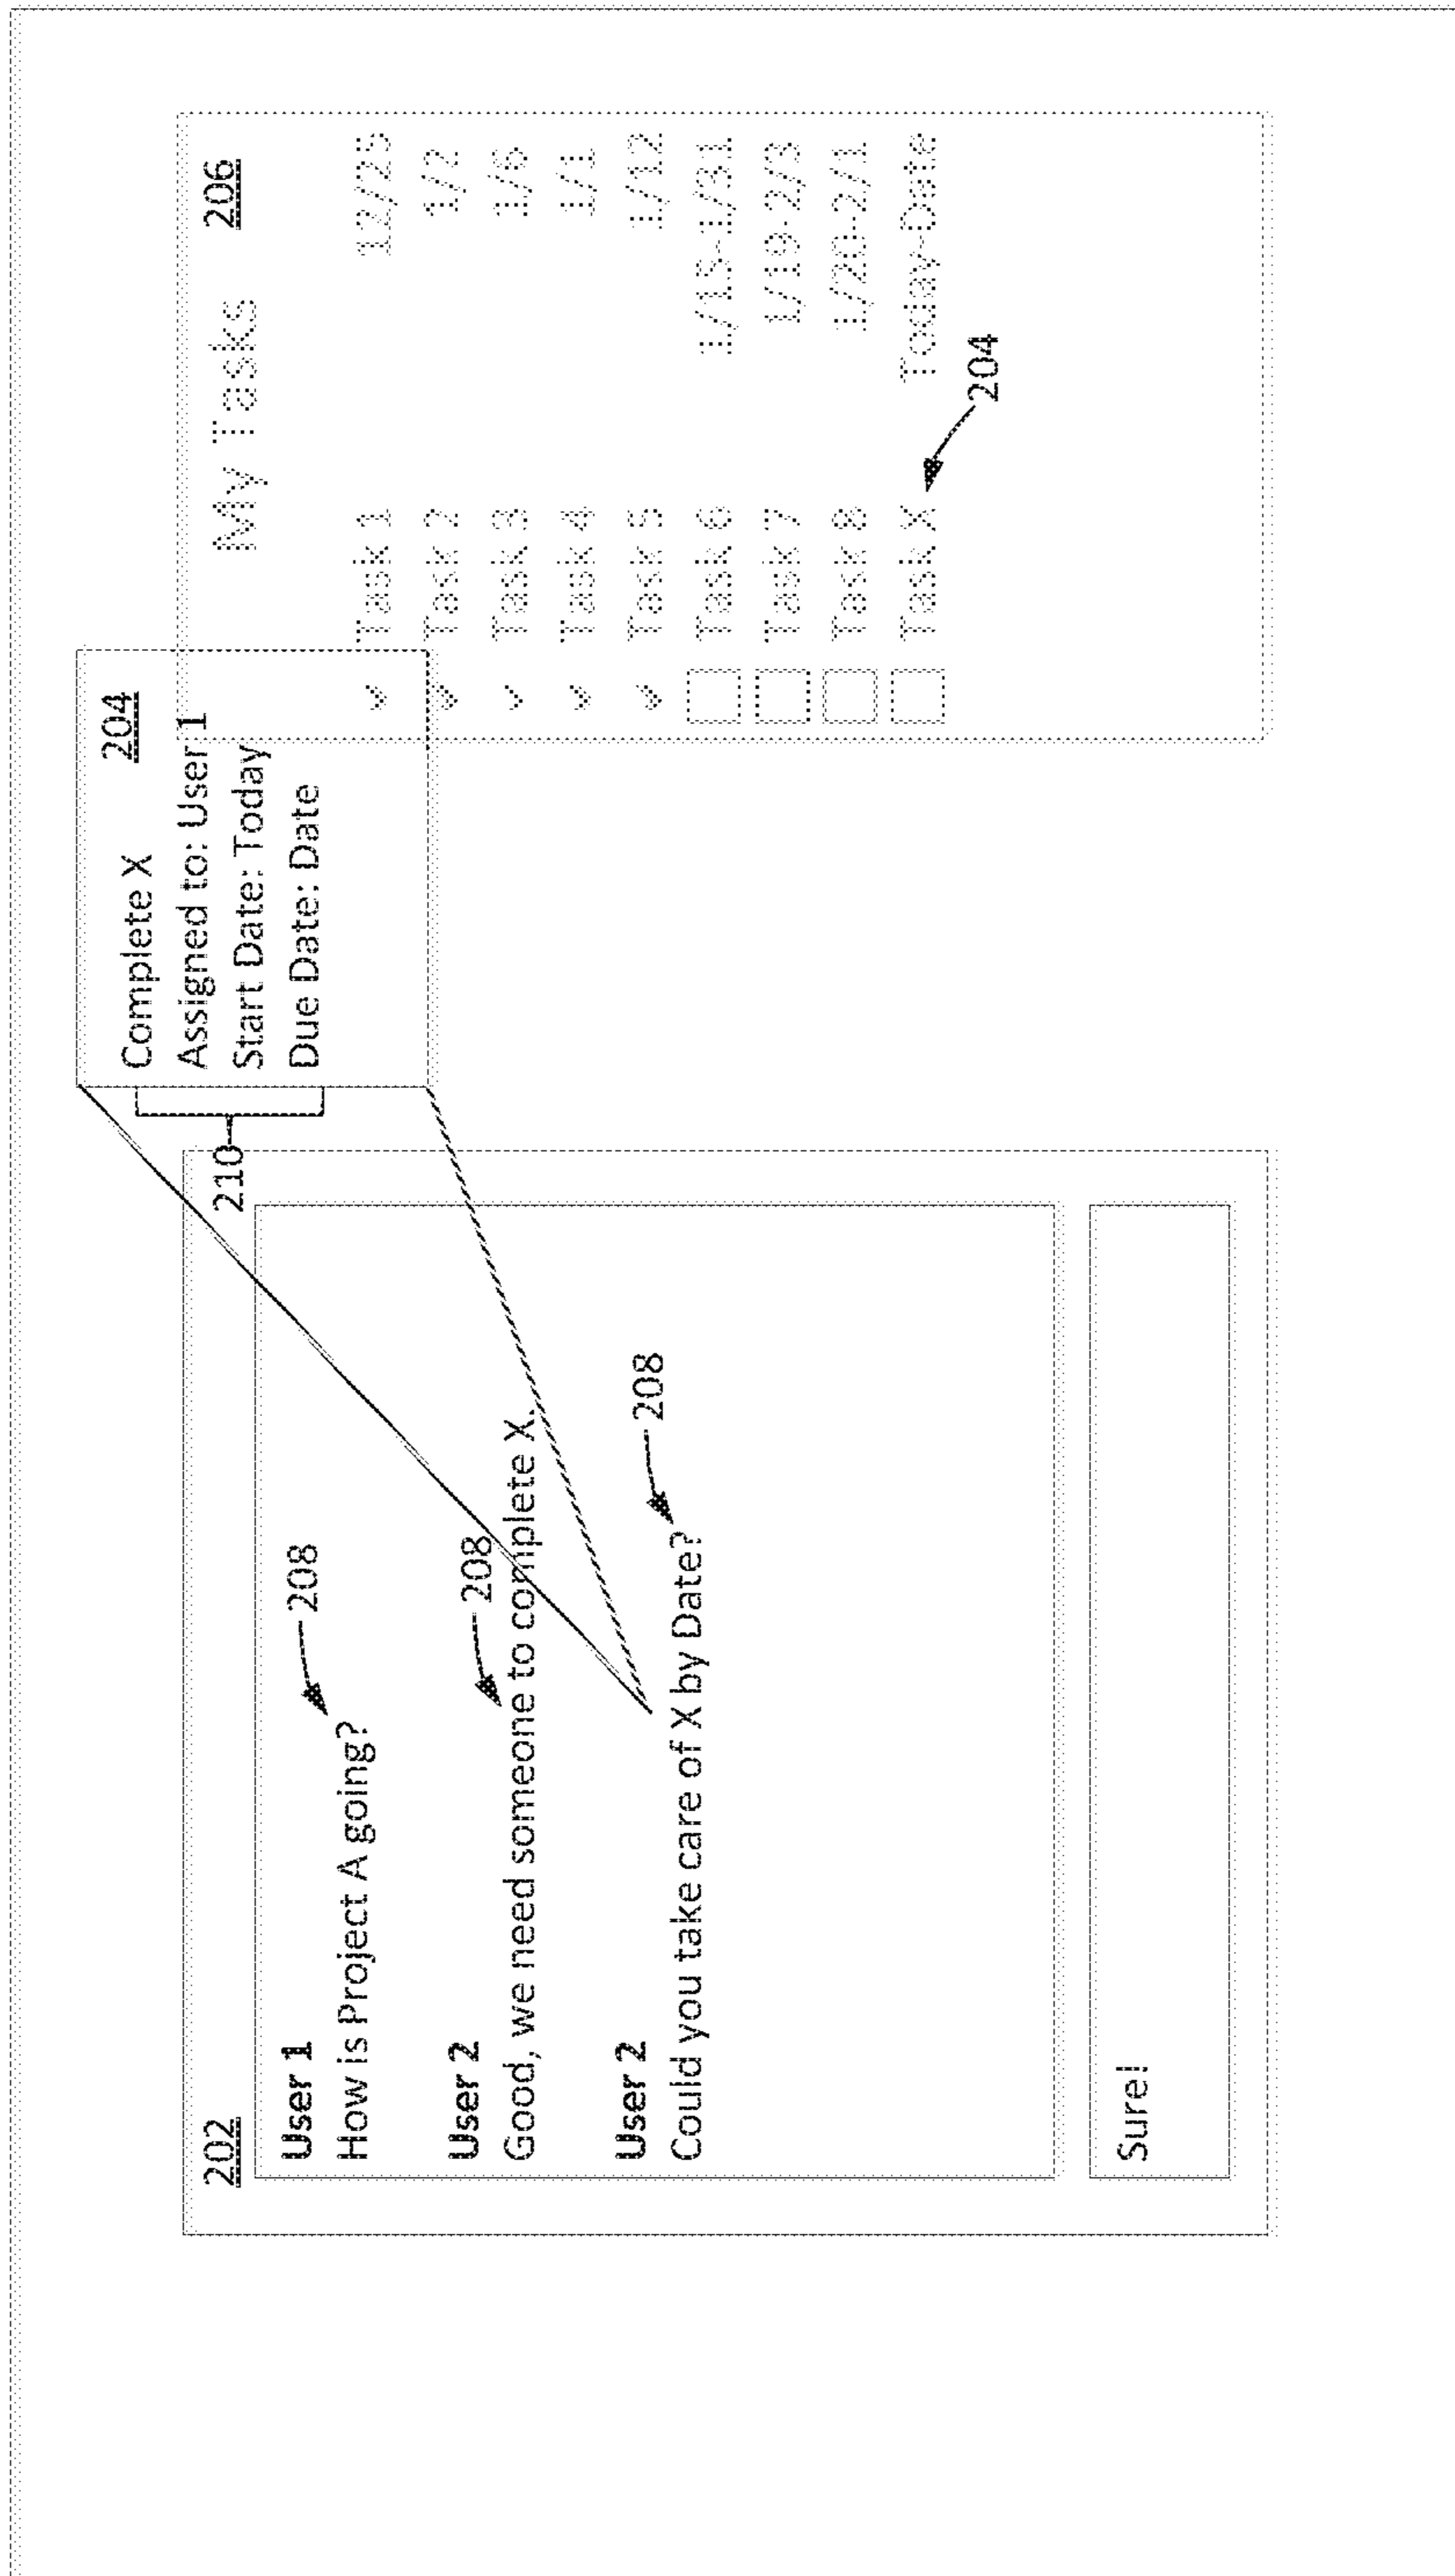 202
User 1
How is Project A going?
208
User 2
208
Good, we need someone to complete X.
User 2
208
Could you take care of X by Date?
Sure!
210
204
Complete X
Assigned to: User 1
Start Date: Today
Due Date: Date
My Tasks 206
✓ Task 1 12/25
✓ Task 2 1/2
✓ Task 3 1/6
✓ Task 4 1/1
✓ Task 5 1/12
Task 6 1/15-1/31
Task 7 1/19-2/3
Task 8 1/20-2/1
Task X Today-Date
204